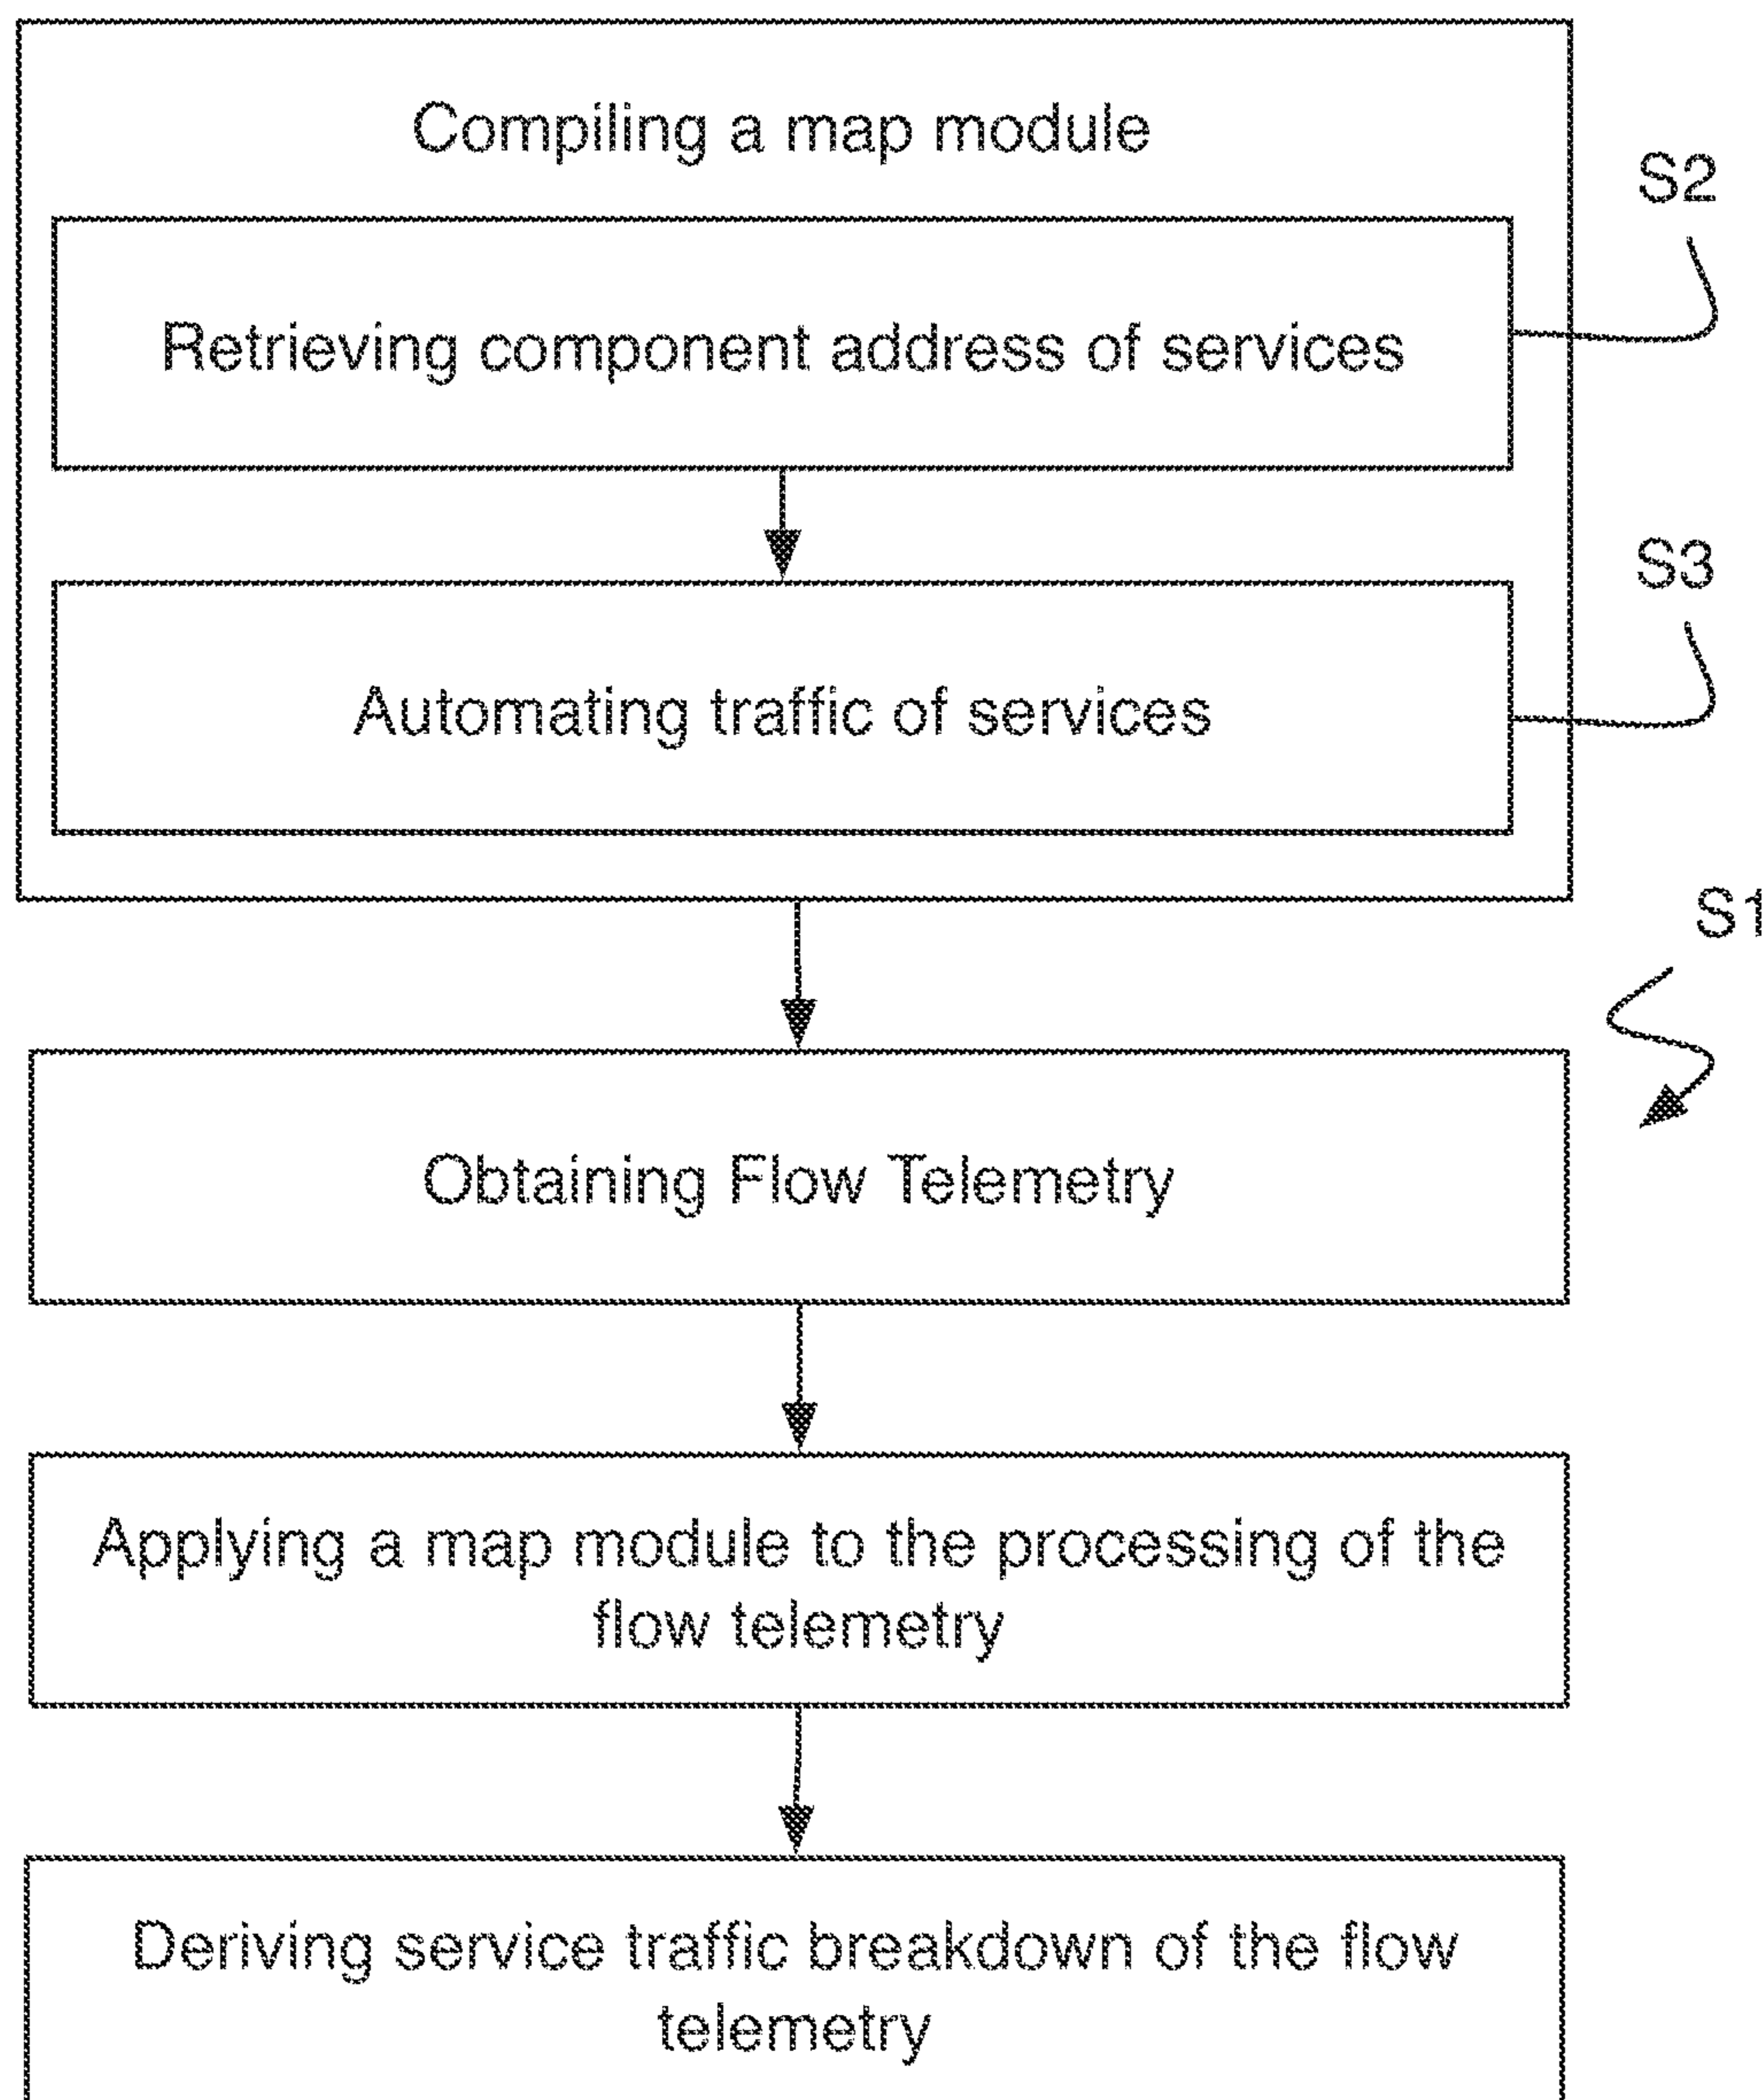 Compiling a map module
S2
Retrieving component address of services
S3
Automating traffic of services
S1
Obtaining Flow Telemetry
Applying a map module to the processing of the
flow telemetry
Deriving service traffic breakdown of the flow
telemetry